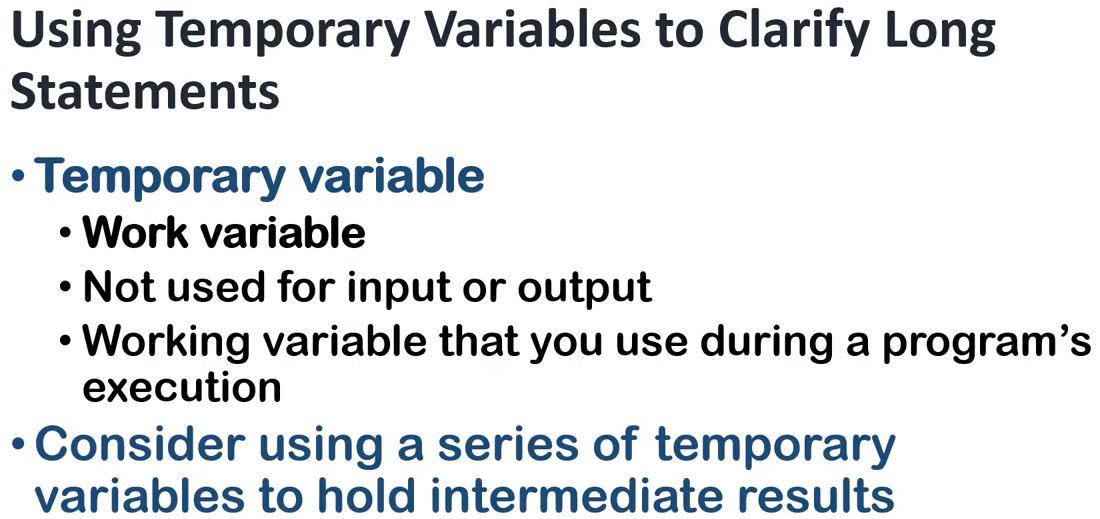 Using Temporary Variables to Clarify Long
Statements
• Temporary variable
• Work variable
• Not used for input or output
• Working variable that you use during a program’s
execution
• Consider using a series of temporary
variables to hold intermediate results